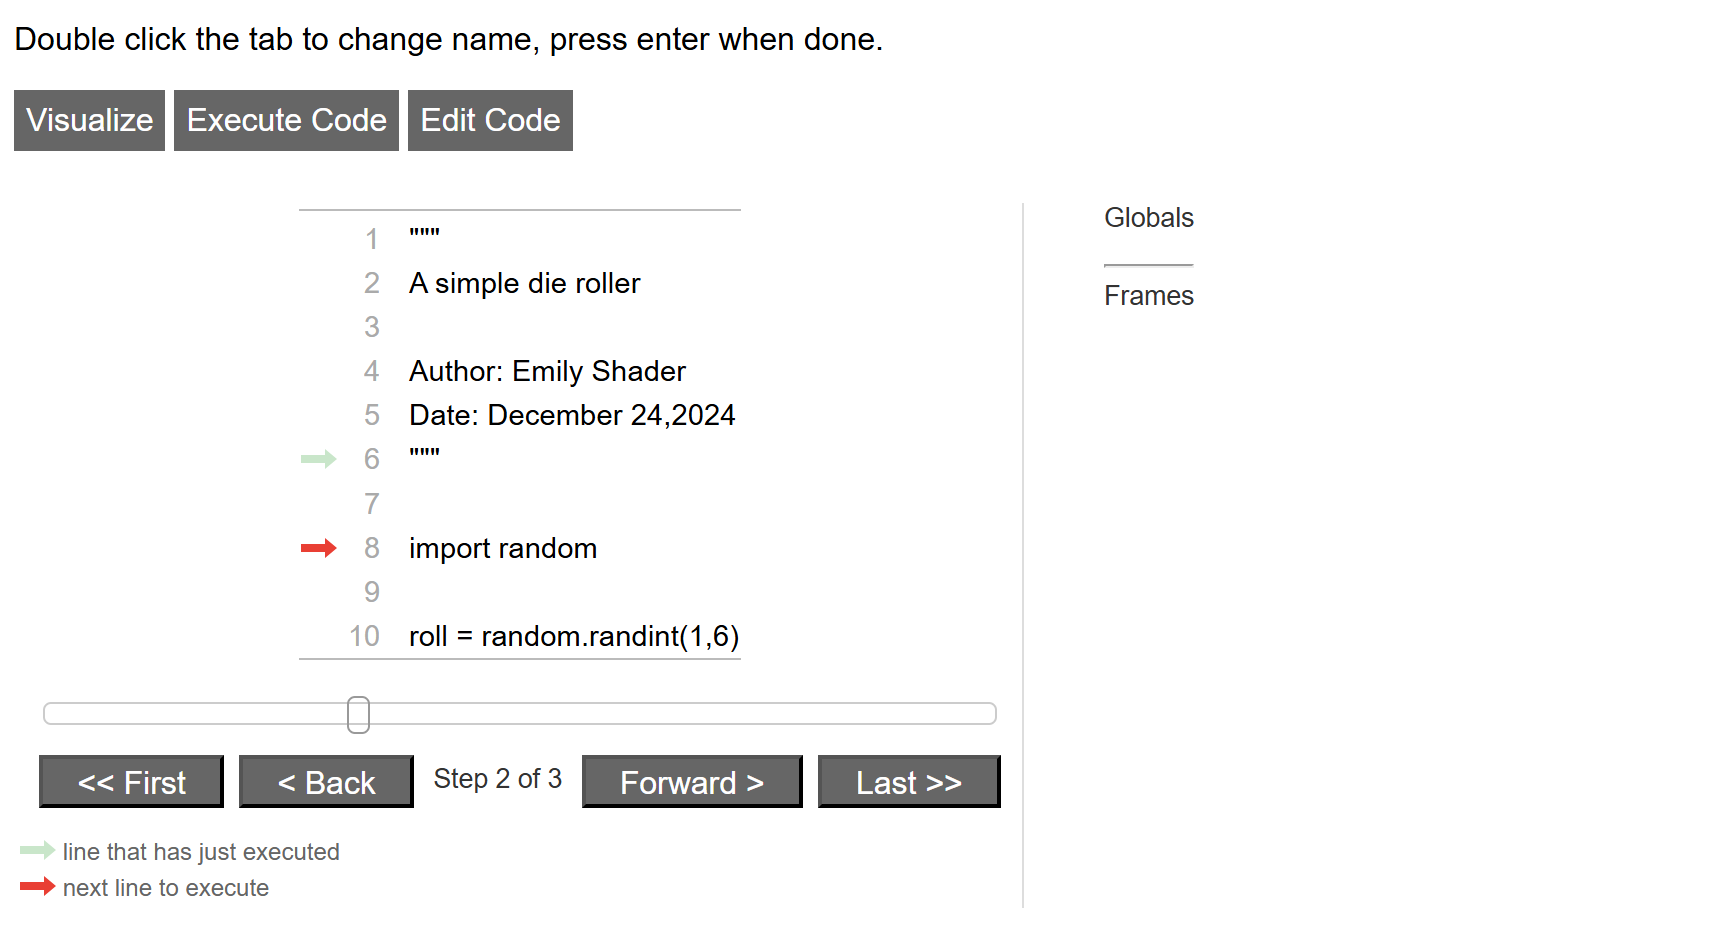 Double click the tab to change name, press enter when done.
Visualize Execute Code Edit Code
1 """
2 A simple die roller
3
4 Author: Emily Shader
5 Date: December 24,2024
6 """
7
8 import random
9
10 roll = random.randint(1,6)
<< First < Back Step 2 of 3 Forward > Last >>
line that has just executed
next line to execute
Globals
Frames